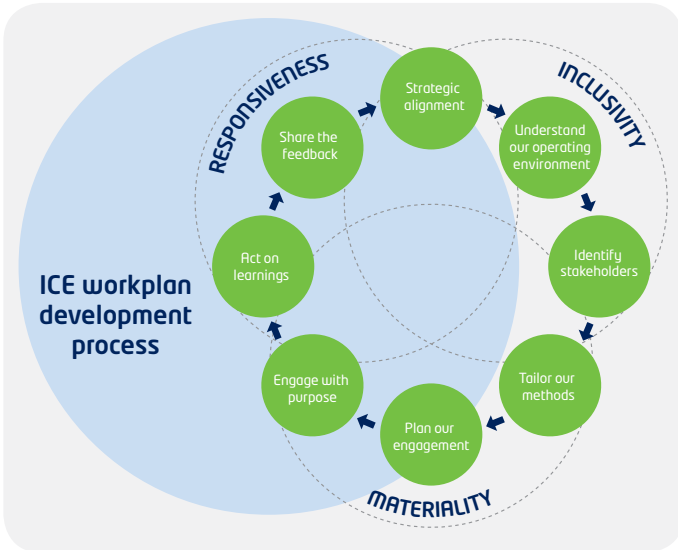 RESPONSIVENESS
INCLUSIVITY
Strategic
alignment
Understand
our operating
environment
Identify
stakeholders
Tailor our
methods
Plan our
engagement
Engage with
purpose
Act on
learnings
Share the
feedback
ICE workplan
development
process
MATERIALITY